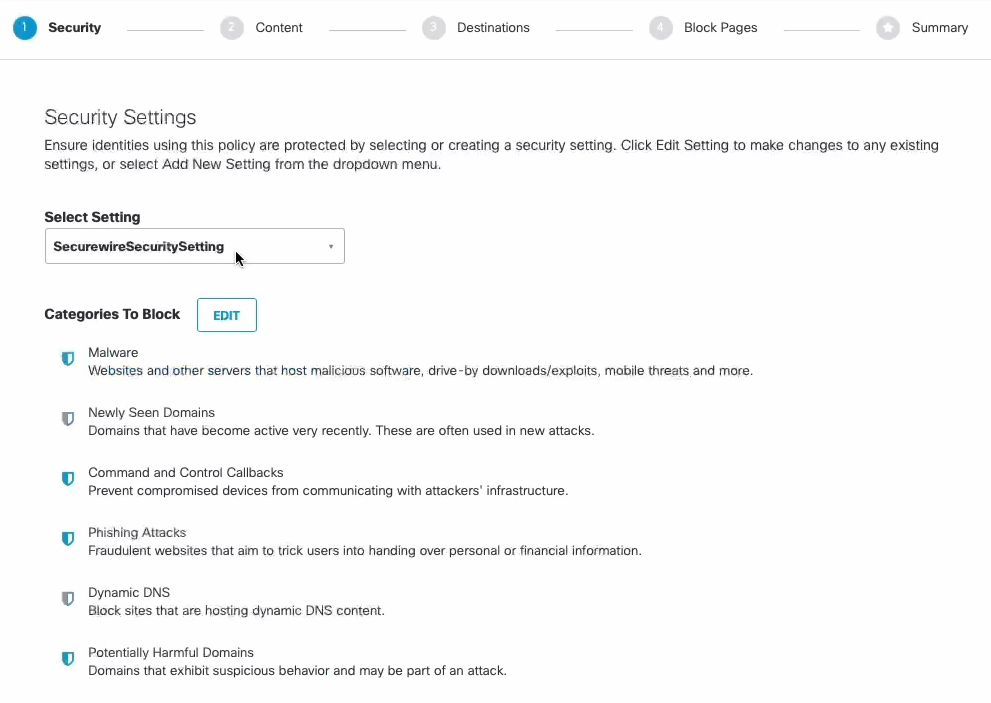 1 Security 2 Content 3 Destinations 4 Block Pages Summary
Security Settings
Ensure identities using this policy are protected by selecting or creating a security setting. Click Edit Setting to make changes to any existing
settings, or select Add New Setting from the dropdown menu.
Select Setting
SecurewireSecuritySetting
Categories To Block EDIT
Malware
Websites and other servers that host malicious software, drive-by downloads/exploits, mobile threats and more.
Newly Seen Domains
Domains that have become active very recently. These are often used in new attacks.
Command and Control Callbacks
Prevent compromised devices from communicating with attackers' infrastructure.
Phishing Attacks
Fraudulent websites that aim to trick users into handing over personal or financial information.
Dynamic DNS
Block sites that are hosting dynamic DNS content.
Potentially Harmful Domains
Domains that exhibit suspicious behavior and may be part of an attack.